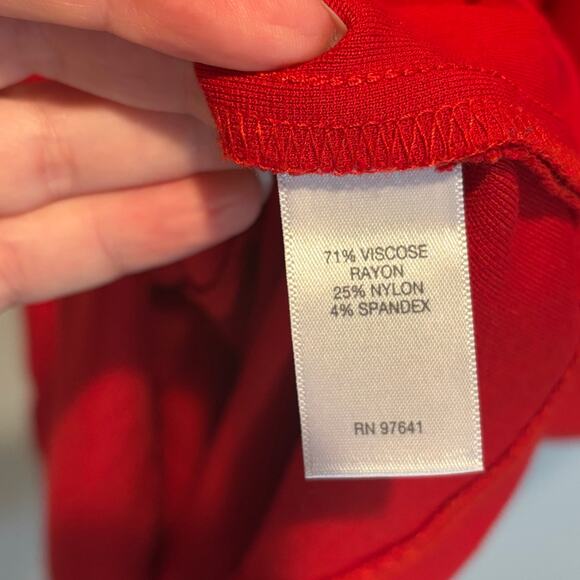 71% VISCOSE
RAYON
25% NYLON
4% SPANDEX
RN 97641